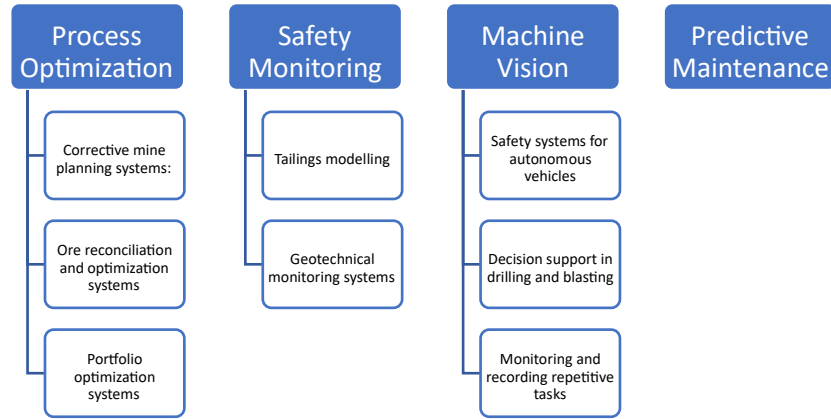 Process
Optimization
Corrective mine
planning systems:
Ore reconciliation
and optimization
systems
Portfolio
optimization
systems
Safety
Monitoring
Tailings modelling
Geotechnical
monitoring systems
Machine
Vision
Safety systems for
autonomous
vehicles
Decision support in
drilling and blasting
Monitoring and
recording repetitive
tasks
Predictive
Maintenance